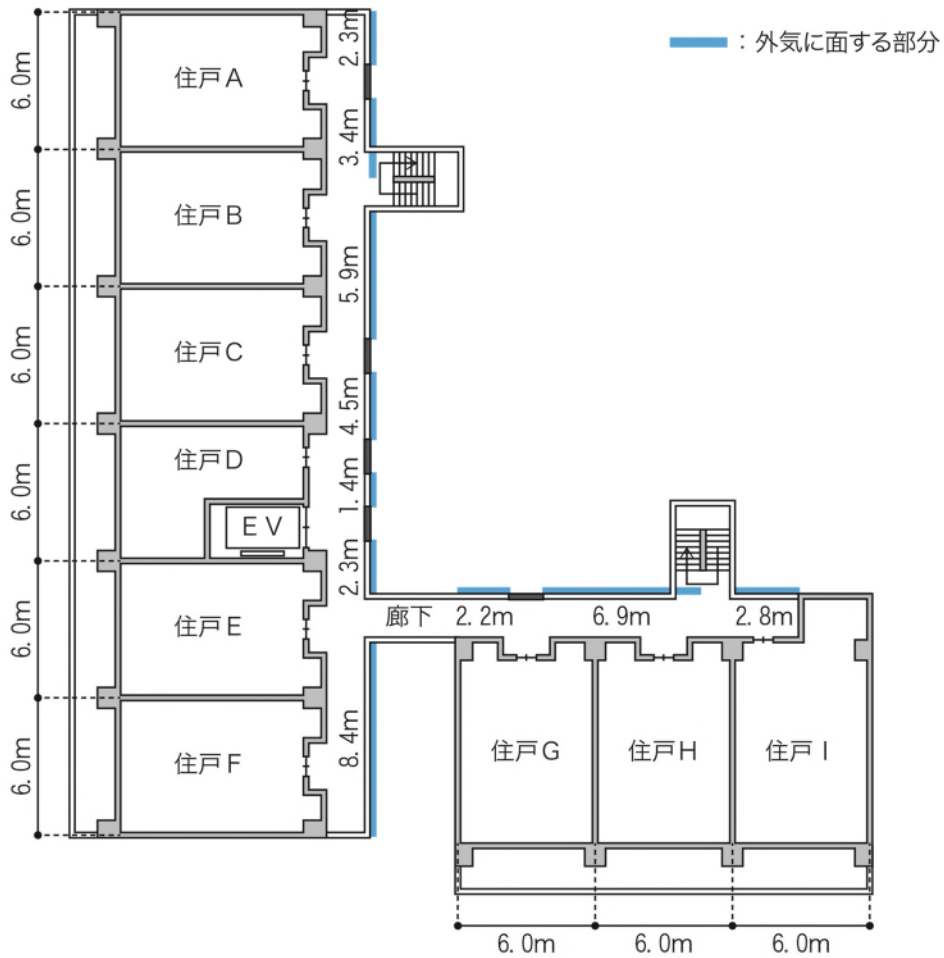 ：外気に面する部分
6.0m
住戸A
2.3m
3.4m
6.0m
住戸B
5.9m
6.0m
住戸C
4.5m
6.0m
住戸D
1.4m
EV
2.3m
6.0m
住戸E
廊下
2.2m
6.9m
2.8m
6.0m
住戸F
8.4m
住戸G
住戸H
住戸I
6.0m
6.0m
6.0m